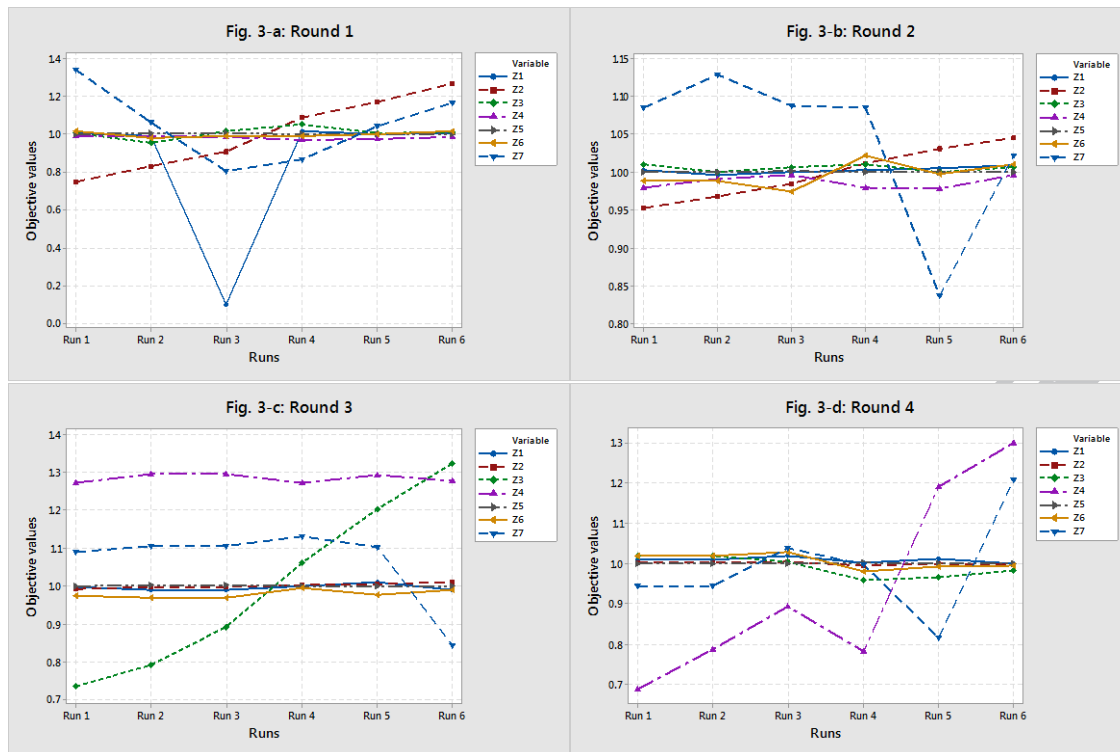 Fig. 3-a: Round 1
Objective values
1.4
1.2
1.0
0.8
0.6
0.4
0.2
0.0
Run 1 Run 2 Run 3 Run 4 Run 5 Run 6
Runs
Variable
Z1
Z2
Z3
Z4
Z5
Z6
Z7
Fig. 3-b: Round 2
Objective values
1.15
1.10
1.05
1.00
0.95
0.90
0.85
0.80
Run 1 Run 2 Run 3 Run 4 Run 5 Run 6
Runs
Variable
Z1
Z2
Z3
Z4
Z5
Z6
Z7
Fig. 3-c: Round 3
Objective values
1.4
1.3
1.2
1.1
1.0
0.9
0.8
0.7
Run 1 Run 2 Run 3 Run 4 Run 5 Run 6
Runs
Variable
Z1
Z2
Z3
Z4
Z5
Z6
Z7
Fig. 3-d: Round 4
Objective values
1.3
1.2
1.1
1.0
0.9
0.8
0.7
Run 1 Run 2 Run 3 Run 4 Run 5 Run 6
Runs
Variable
Z1
Z2
Z3
Z4
Z5
Z6
Z7